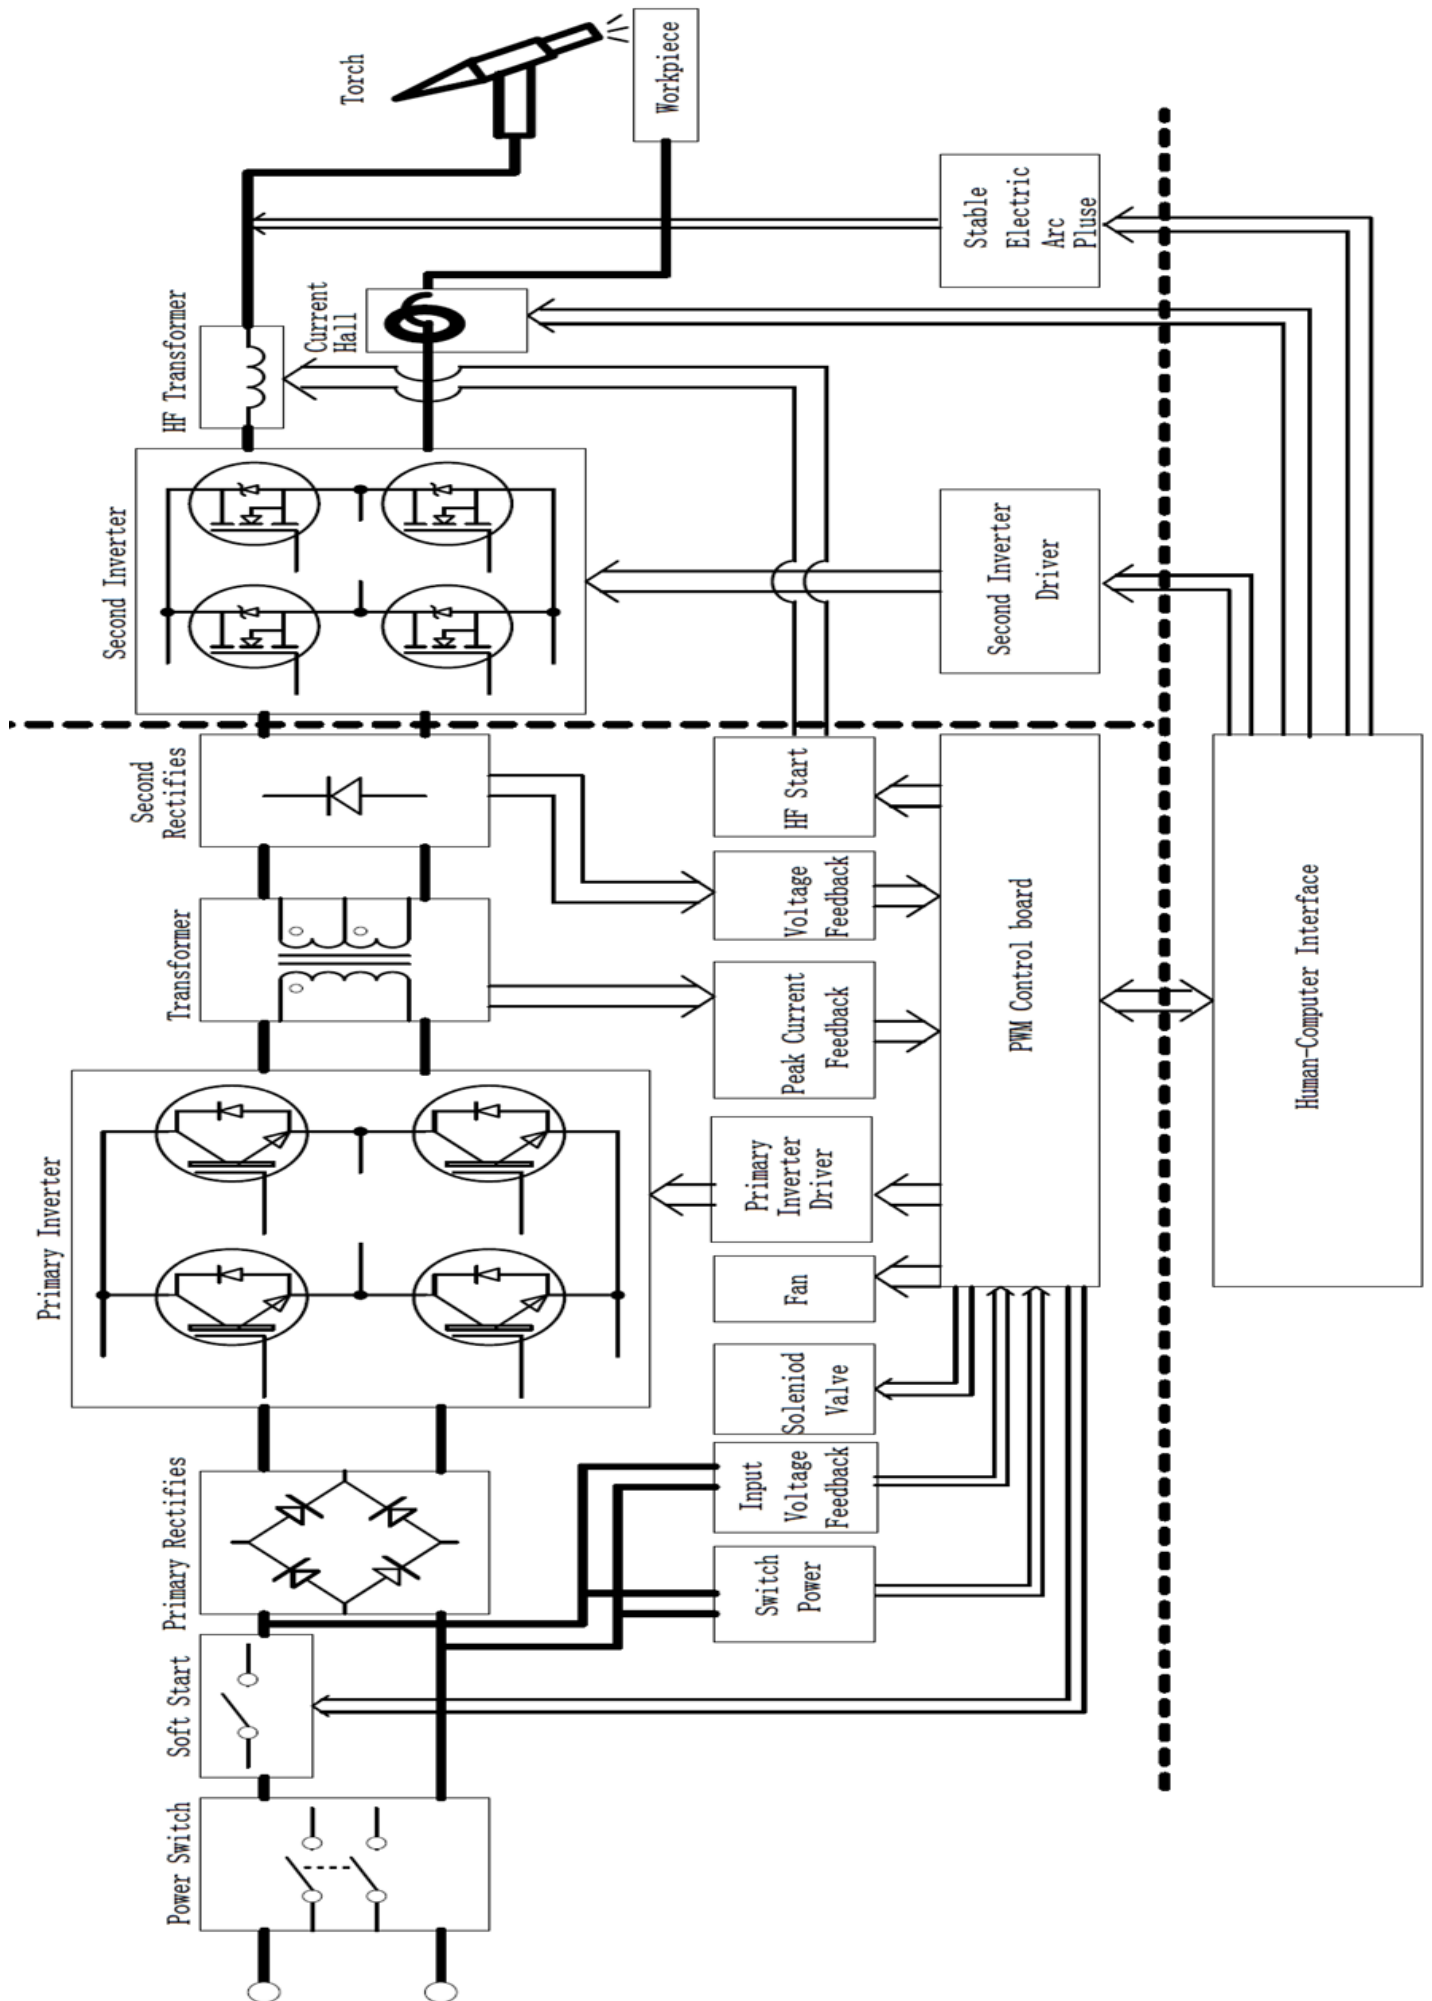 Power Switch
Soft Start
Primary Rectifies
Primary Inverter
Transformer
Second
Rectifies
Second Inverter
HF Transformer
Current
Hall
Torch
Workpiece
Switch
Power
Input
Voltage
Feedback
Soleniod
Valve
Fan
Primary
Inverter
Driver
Peak Current
Feedback
Voltage
Feedback
HF Start
PWM Control board
Second Inverter
Driver
Stable
Electric
Arc
Pluse
Human-Computer Interface